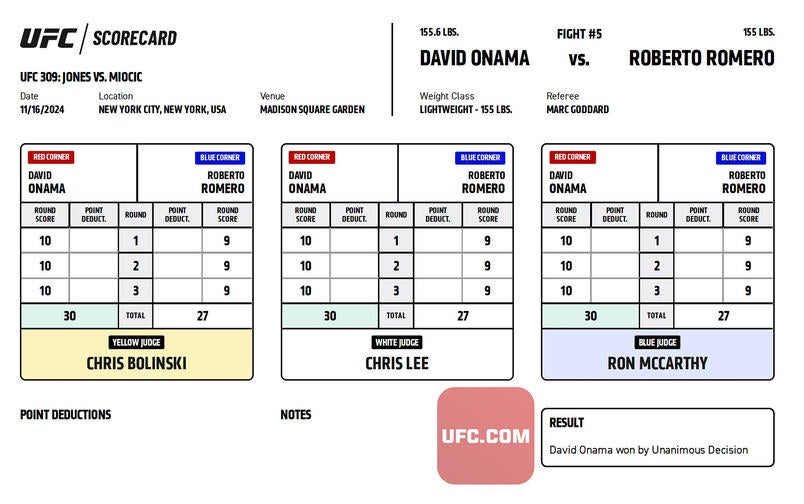 UFC / SCORECARD
UFC 309: JONES VS. MIOCIC
Date Location Venue
11/16/2024 NEW YORK CITY, NEW YORK, USA MADISON SQUARE GARDEN
155.6 LBS. FIGHT #5 155 LBS.
DAVID ONAMA VS. ROBERTO ROMERO
Weight Class Referee
LIGHTWEIGHT - 155 LBS. MARC GODDARD
RED CORNER BLUE CORNER
DAVID ROBERTO
ONAMA ROMERO
ROUND SCORE POINT DEDUCT. ROUND POINT DEDUCT. ROUND SCORE
10 1 9
10 2 9
10 3 9
30 TOTAL 27
YELLOW JUDGE
CHRIS BOLINSKI
RED CORNER BLUE CORNER
DAVID ROBERTO
ONAMA ROMERO
ROUND SCORE POINT DEDUCT. ROUND POINT DEDUCT. ROUND SCORE
10 1 9
10 2 9
10 3 9
30 TOTAL 27
WHITE JUDGE
CHRIS LEE
RED CORNER BLUE CORNER
DAVID ROBERTO
ONAMA ROMERO
ROUND SCORE POINT DEDUCT. ROUND POINT DEDUCT. ROUND SCORE
10 1 9
10 2 9
10 3 9
30 TOTAL 27
BLUE JUDGE
RON MCCARTHY
POINT DEDUCTIONS
NOTES
UFC.COM
RESULT
David Onama won by Unanimous Decision